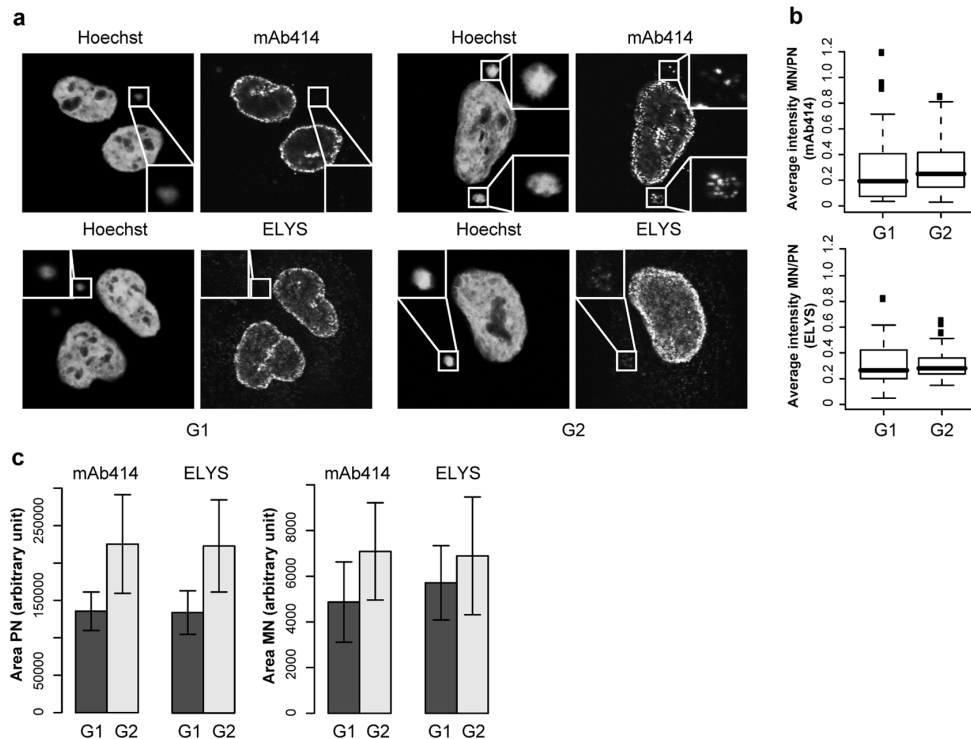 a
Hoechst mAb414 Hoechst mAb414
Hoechst ELYS Hoechst ELYS
G1 G2
b
Average intensity MN/PN
(mAb414)
0 0.2 0.4 0.6 0.8 1.0 1.2
G1 G2
Average intensity MN/PN
(ELYS)
0 0.2 0.4 0.6 0.8 1.0 1.2
G1 G2
c
mAb414 ELYS
Area PN (arbitrary unit)
0 50000 150000 250000
G1 G2 G1 G2
mAb414 ELYS
Area MN (arbitrary unit)
0 2000 4000 6000 8000
G1 G2 G1 G2